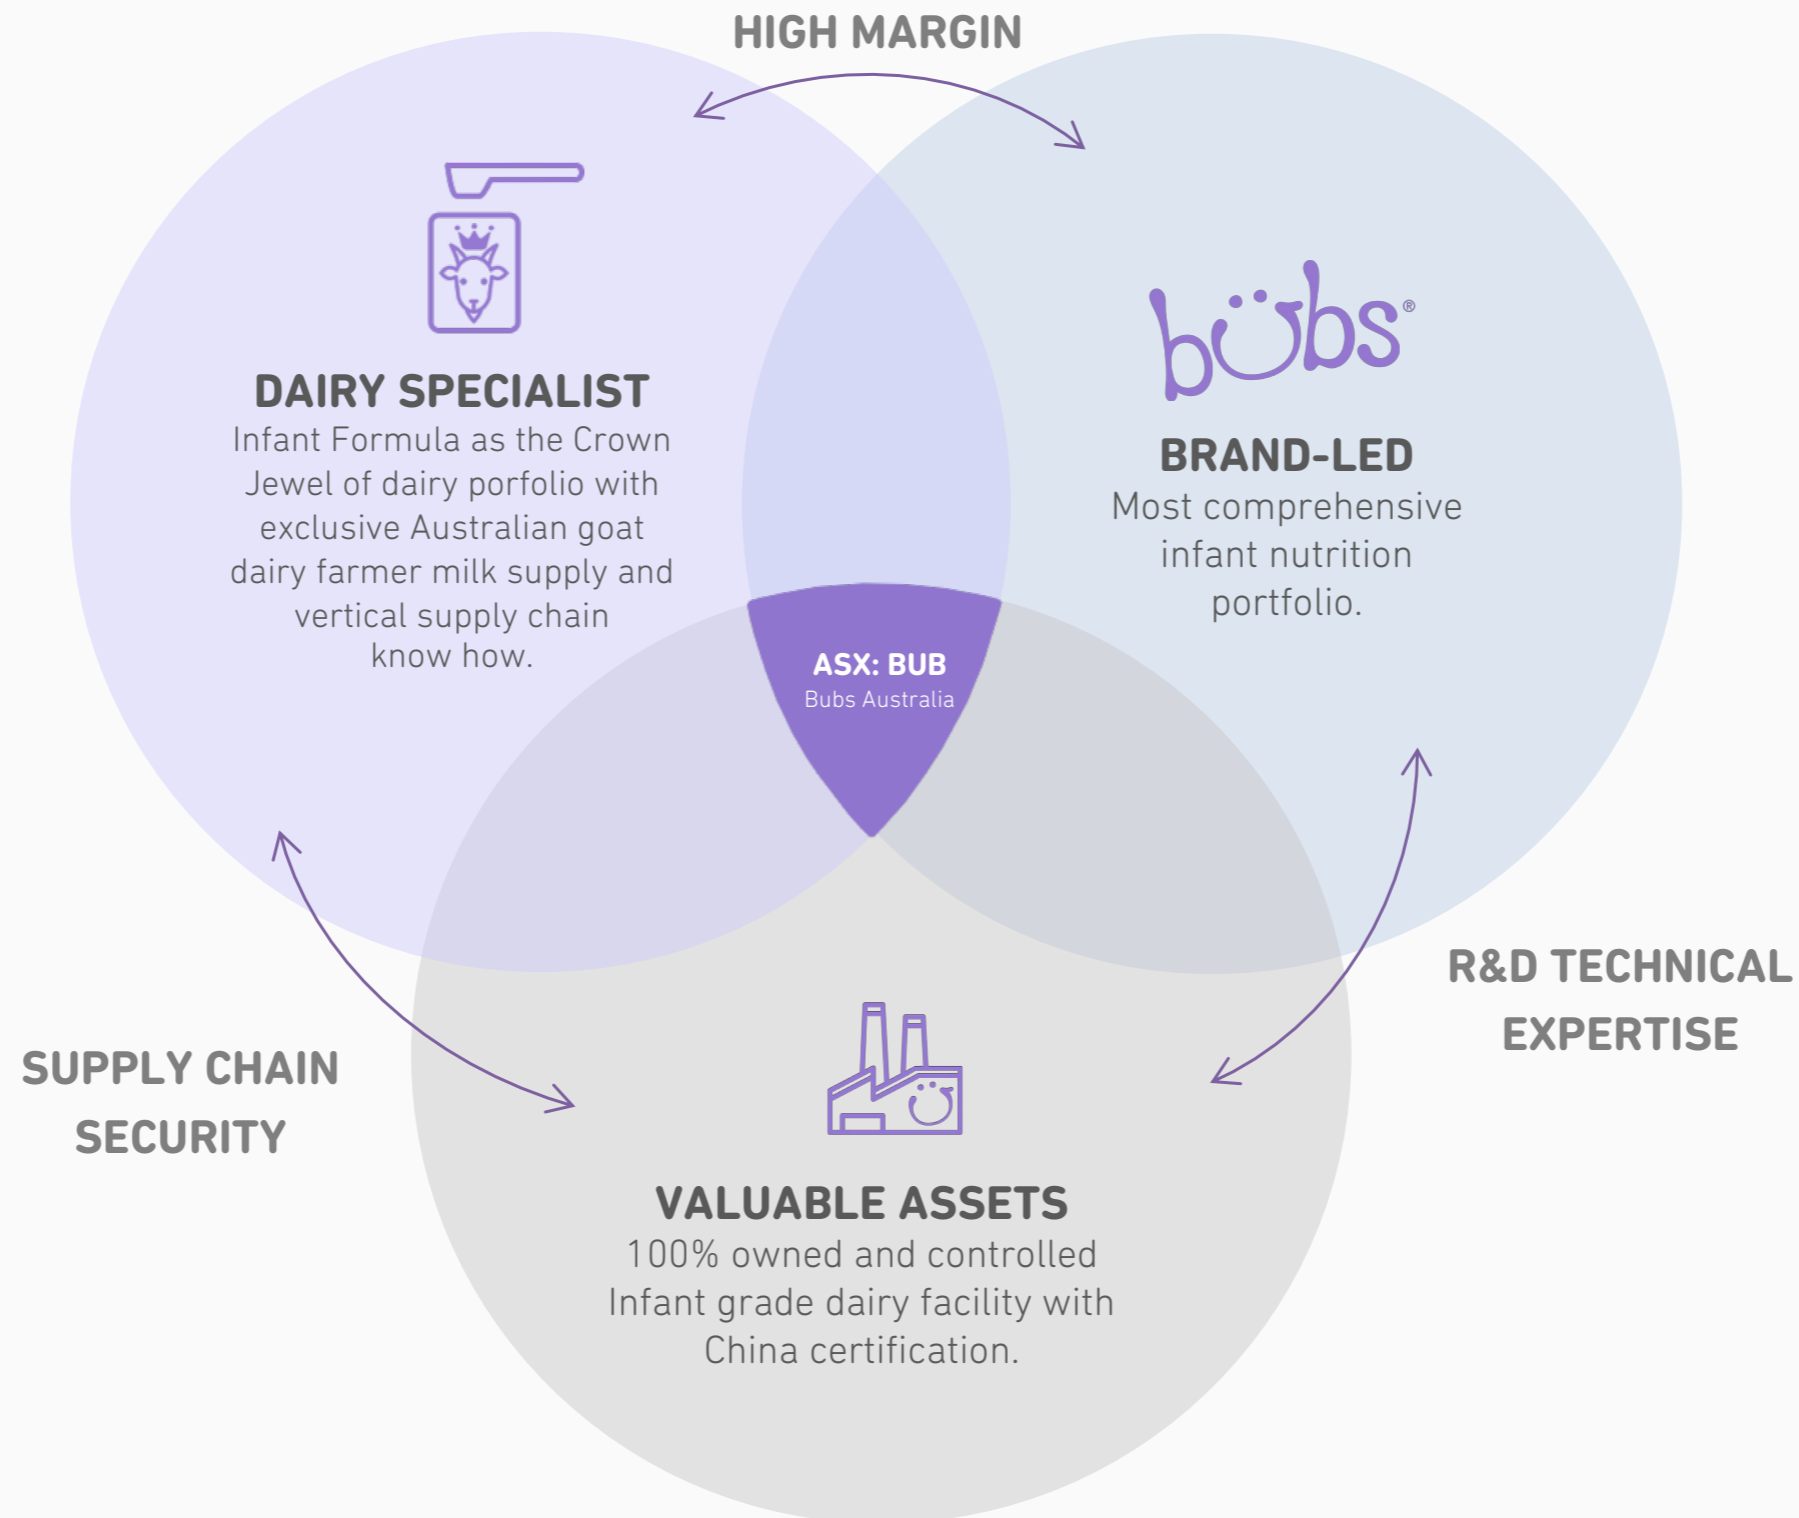 HIGH MARGIN
DAIRY SPECIALIST
Infant Formula as the Crown
Jewel of dairy porfolio with
exclusive Australian goat
dairy farmer milk supply and
vertical supply chain
know how.
bübs®
BRAND-LED
Most comprehensive
infant nutrition
portfolio.
ASX: BUB
Bubs Australia
SUPPLY CHAIN
SECURITY
R&D TECHNICAL
EXPERTISE
VALUABLE ASSETS
100% owned and controlled
Infant grade dairy facility with
China certification.